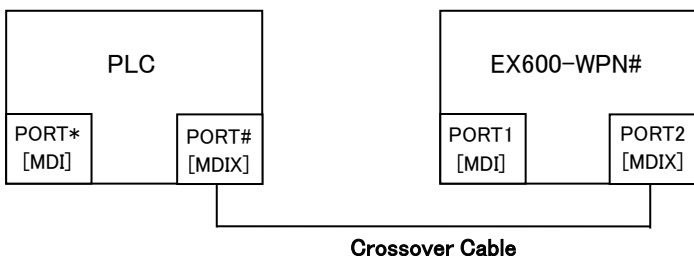 PLC
EX600-WPN#
PORT*
[MDI]
PORT#
[MDIX]
PORT1
[MDI]
PORT2
[MDIX]
Crossover Cable